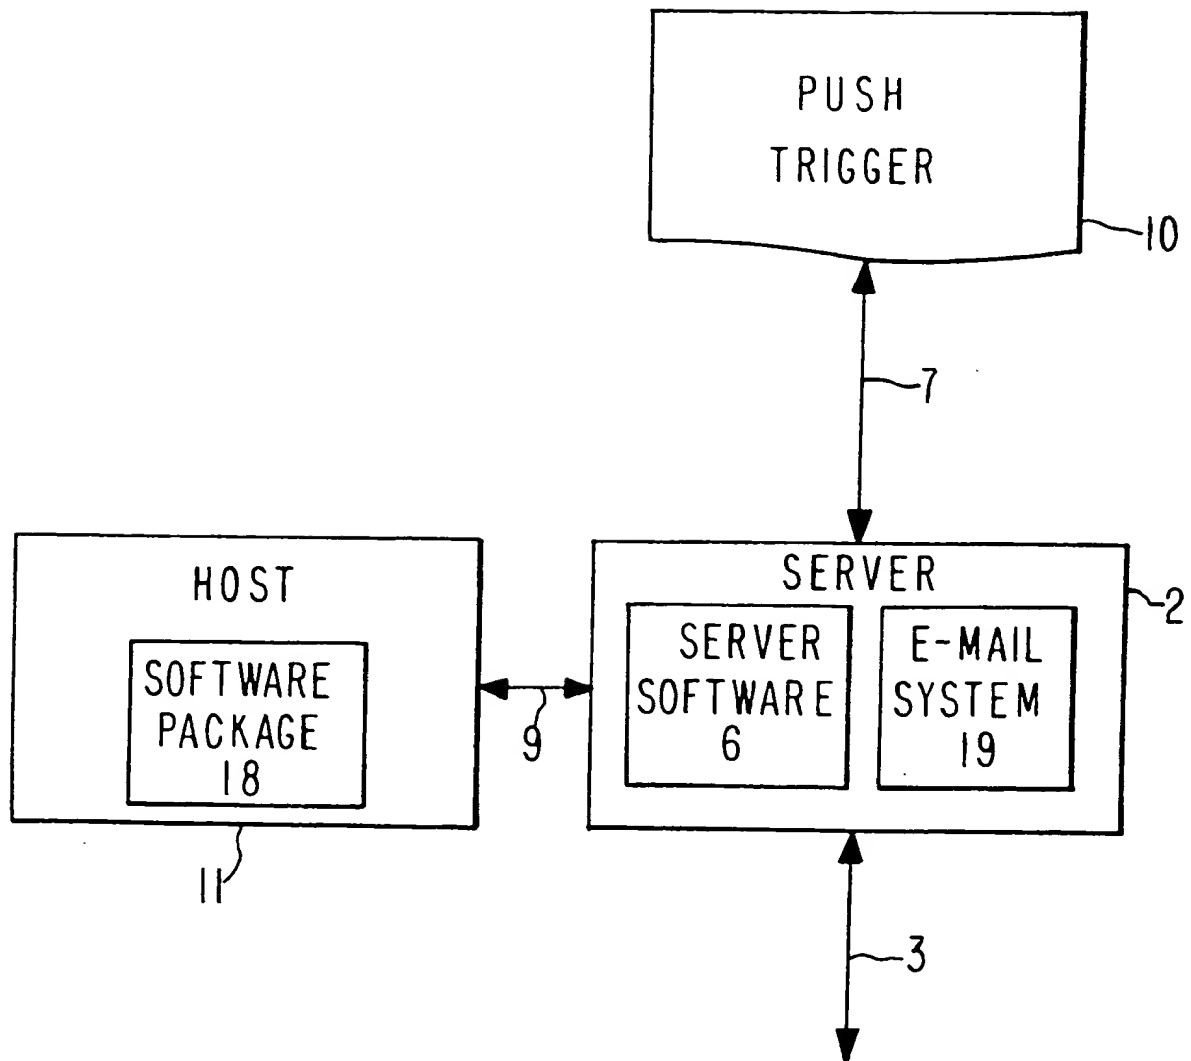 PUSH
TRIGGER
10
7
HOST
SOFTWARE
PACKAGE
18
11
9
SERVER
2
SERVER
SOFTWARE
6
E-MAIL
SYSTEM
19
3